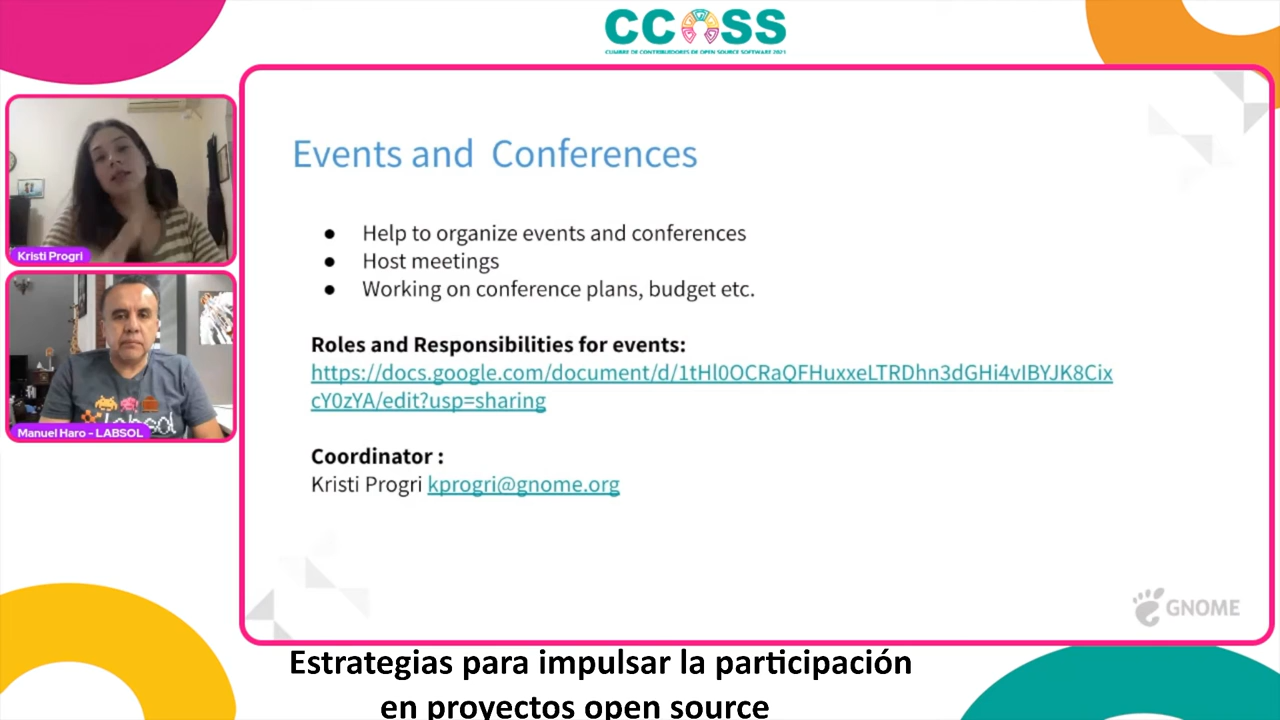 CCOSS
CUMBRE DE CONTRIBUIDORES DE OPEN SOURCE SOFTWARE 2021
Events and Conferences
● Help to organize events and conferences
● Host meetings
● Working on conference plans, budget etc.
Roles and Responsibilities for events:
https://docs.google.com/document/d/1tHl0OCRaQFHuxxeLTRDhn3dGHi4vIBYJK8Cix
cY0zYA/edit?usp=sharing
Coordinator :
Kristi Progri kprogri@gnome.org
GNOME
Kristi Progri
Labsol
Manuel Haro - LABSOL
Estrategias para impulsar la participación
en proyectos open source